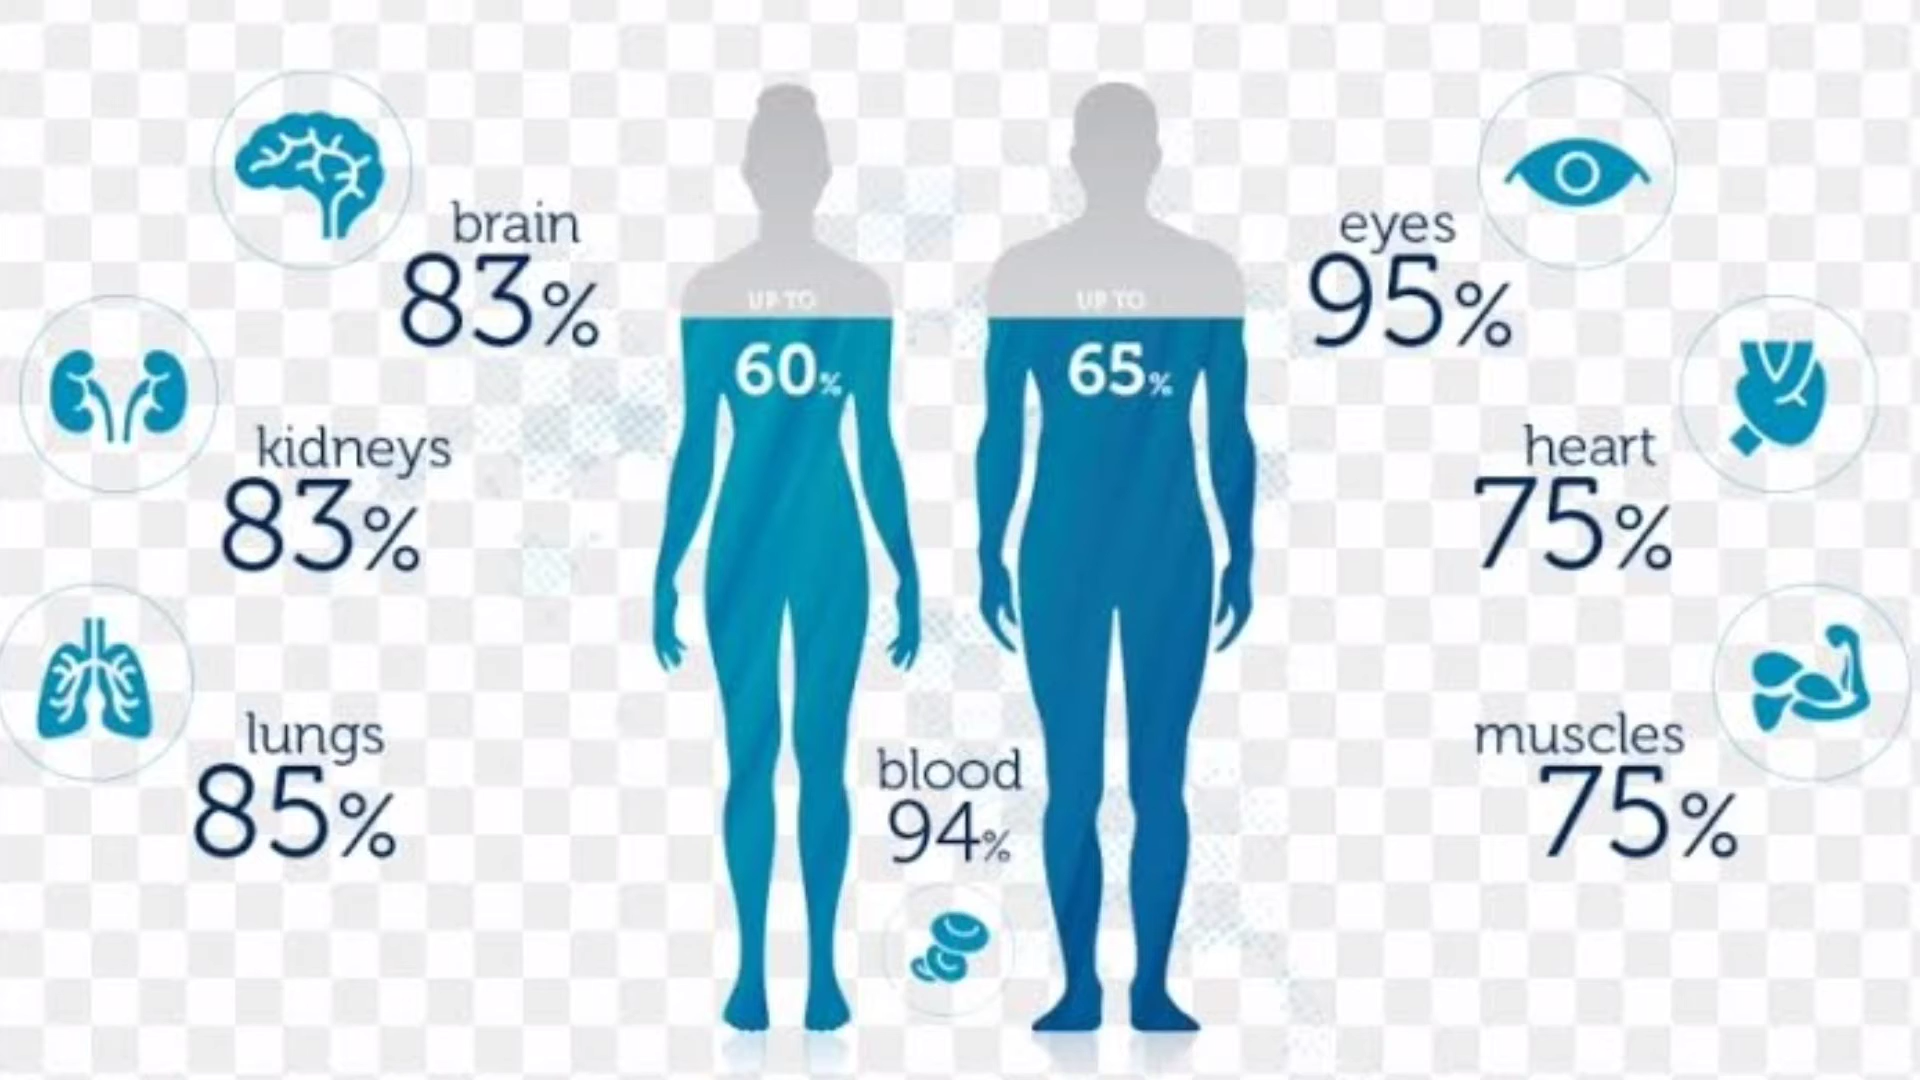 brain
83%
kidneys
83%
lungs
85%
UP TO
60%
UP TO
65%
blood
94%
eyes
95%
heart
75%
muscles
75%